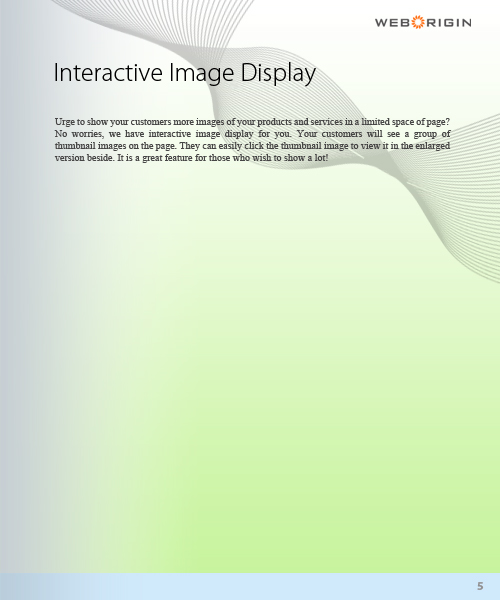 WEBORIGIN
Interactive Image Display
Urge to show your customers more images of your products and services in a limited space of page?
No worries, we have interactive image display for you. Your customers will see a group of
thumbnail images on the page. They can easily click the thumbnail image to view it in the enlarged
version beside. It is a great feature for those who wish to show a lot!
5